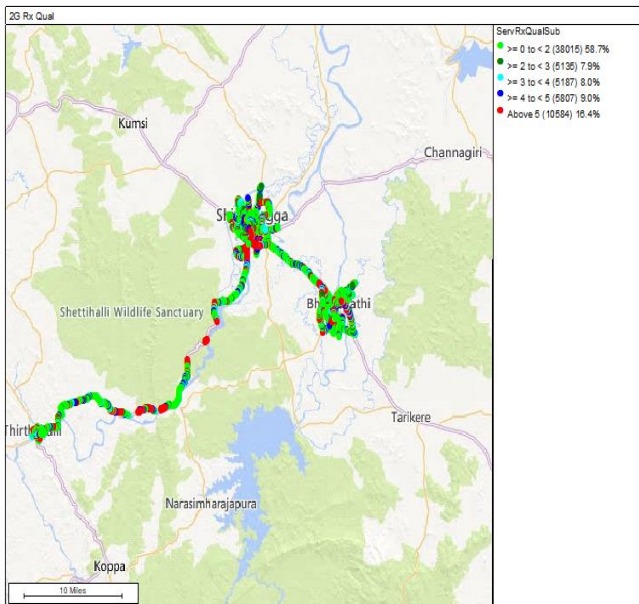 2G Rx Qual
ServRxQualSub
>= 0 to < 2 (38015) 58.7%
>= 2 to < 3 (5135) 7.9%
>= 3 to < 4 (5187) 8.0%
>= 4 to < 5 (5807) 9.0%
Above 5 (10584) 16.4%
Kumsi
Channagiri
Shettihalli Wildlife Sanctuary
Tarikere
Narasimharajapura
Koppa
10 Miles